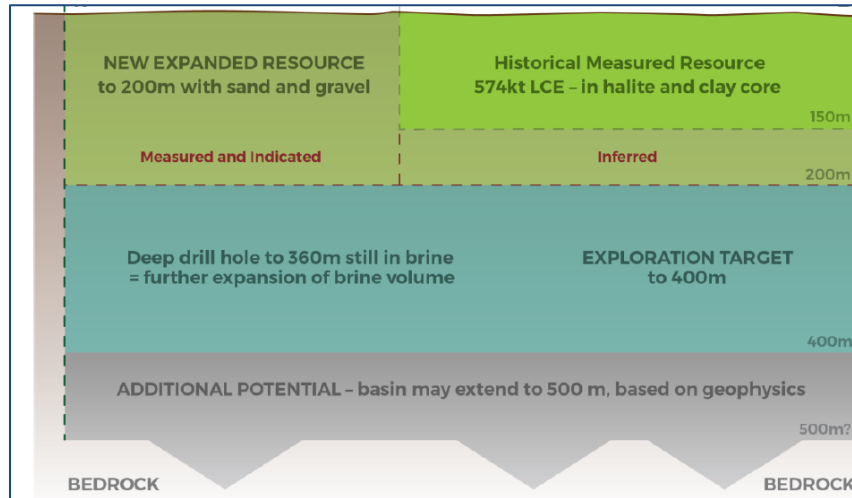 NEW EXPANDED RESOURCE
to 200m with sand and gravel
Historical Measured Resource
574kt LCE – in halite and clay core
150m
Measured and Indicated
Inferred
200m
Deep drill hole to 360m still in brine
= further expansion of brine volume
EXPLORATION TARGET
to 400m
400m
ADDITIONAL POTENTIAL – basin may extend to 500 m, based on geophysics
500m?
BEDROCK
BEDROCK